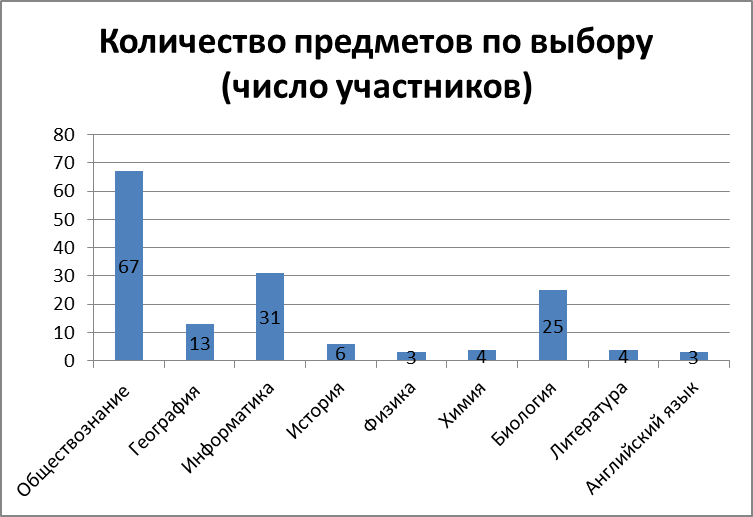 Количество предметов по выбору
(число участников)
80
70
60
50
40
30
20
10
0
67
13
31
6
3
4
25
4
3
Обществознание
География
Информатика
История
Физика
Химия
Биология
Литература
Английский язык